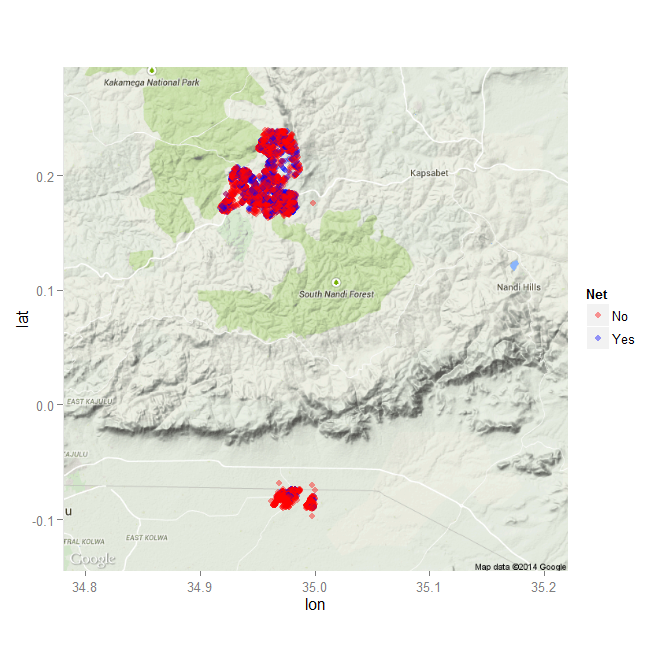 Kakamega National Park
Kapsabet
South Nandi Forest
Nandi Hills
EAST KAJULU
KAJULU
u
TRAL KOLWA
EAST KOLWA
Google
Map data ©2014 Google
0.2
0.1
0.0
-0.1
lat
34.8
34.9
35.0
35.1
35.2
lon
Net
No
Yes